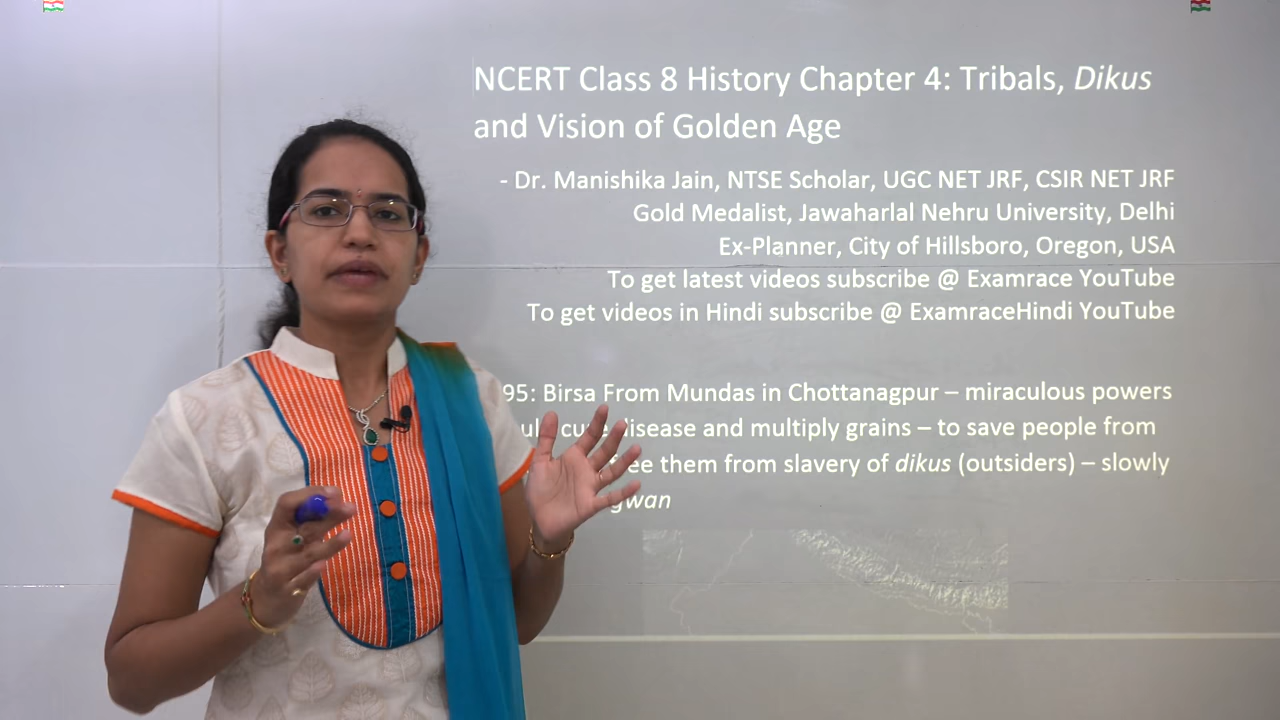 NCERT Class 8 History Chapter 4: Tribals, Dikus
and Vision of Golden Age
- Dr. Manishika Jain, NTSE Scholar, UGC NET JRF, CSIR NET JRF
Gold Medalist, Jawaharlal Nehru University, Delhi
Ex-Planner, City of Hillsboro, Oregon, USA
To get latest videos subscribe @ Examrace YouTube
To get videos in Hindi subscribe @ ExamraceHindi YouTube
95: Birsa From Mundas in Chottanagpur – miraculous powers
disease and multiply grains – to save people from
them from slavery of dikus (outsiders) – slowly
gwan